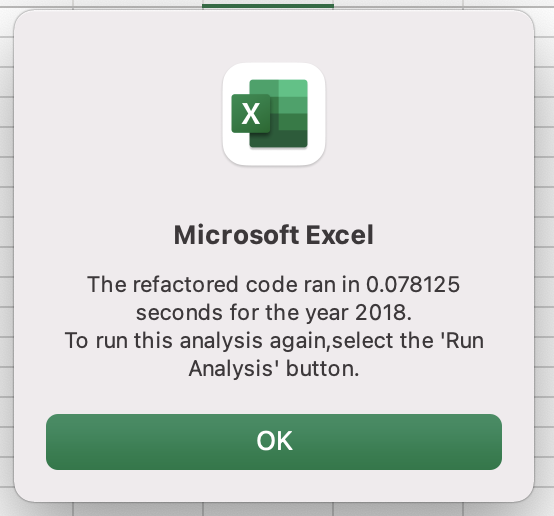 X
Microsoft Excel
The refactored code ran in 0.078125
seconds for the year 2018.
To run this analysis again,select the 'Run
Analysis' button.
OK